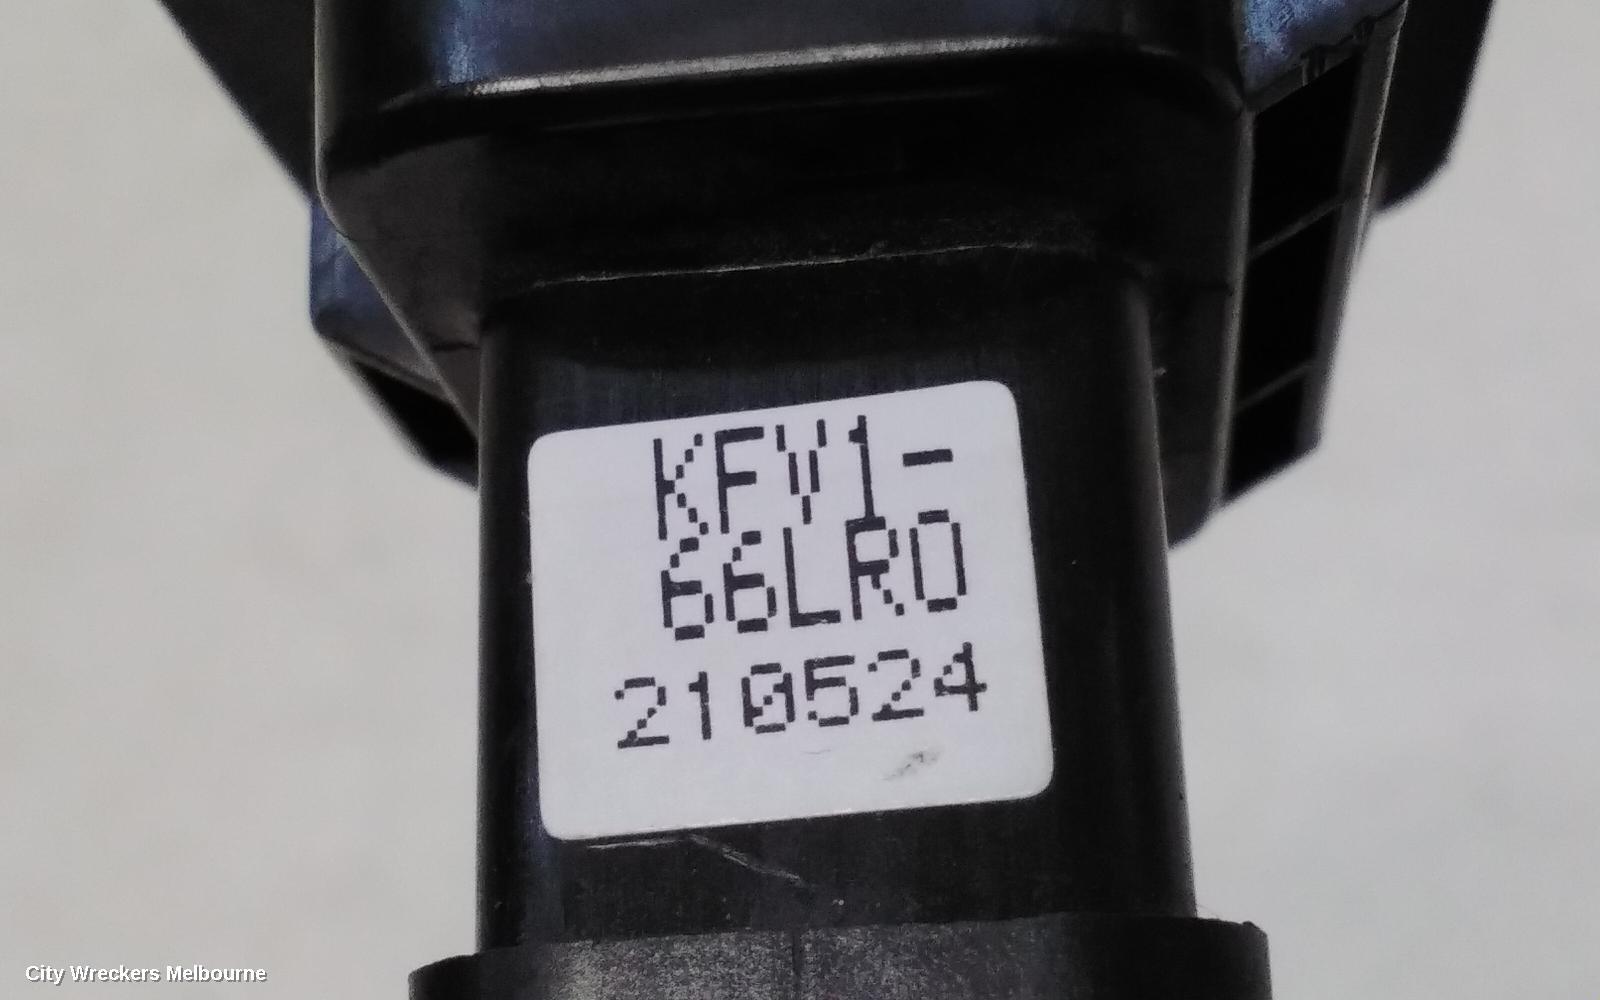 KFV1-
66LR0
210524
City Wreckers Melbourne